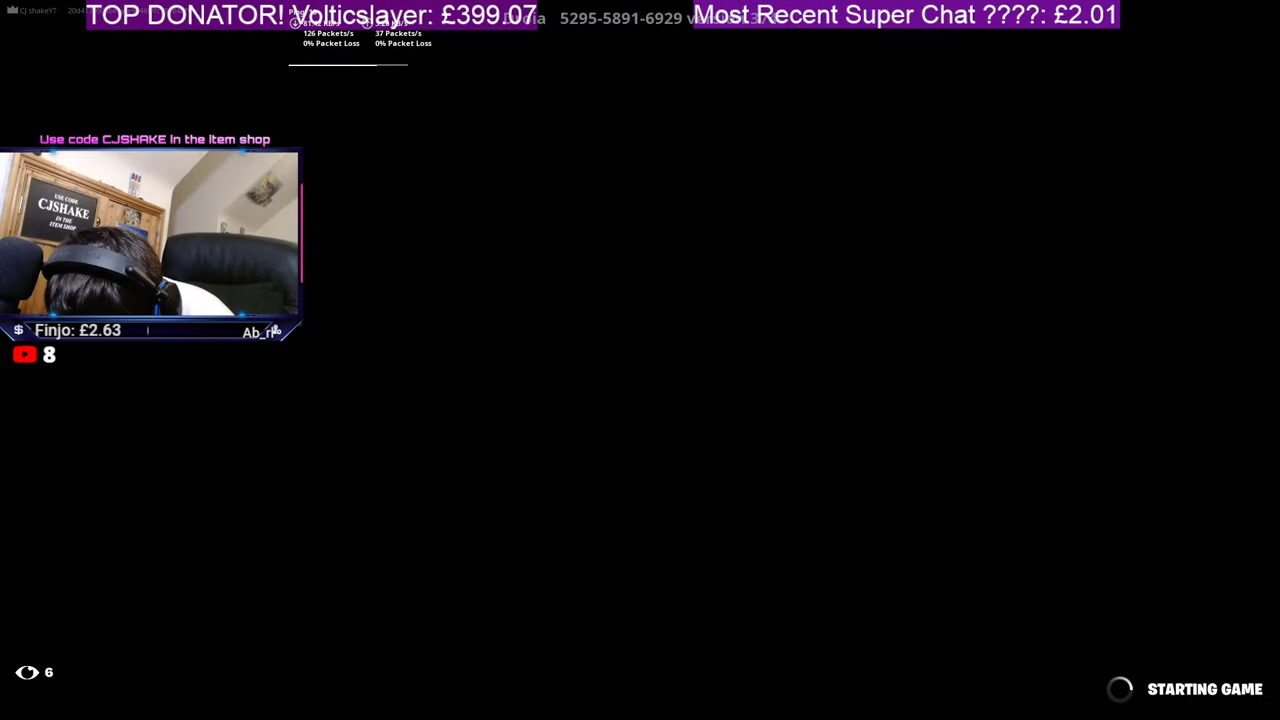 CJ shakeYT
TOP DONATOR! volticslayer: £399.07
5295-5891-6929
Most Recent Super Chat ????: £2.01
126 Packets/s
37 Packets/s
0% Packet Loss
0% Packet Loss
Use code CJSHAKE in the item shop
USE CODE
CJSHAKE
IN THE
ITEM SHOP
Finjo: £2.63
8
6
STARTING GAME